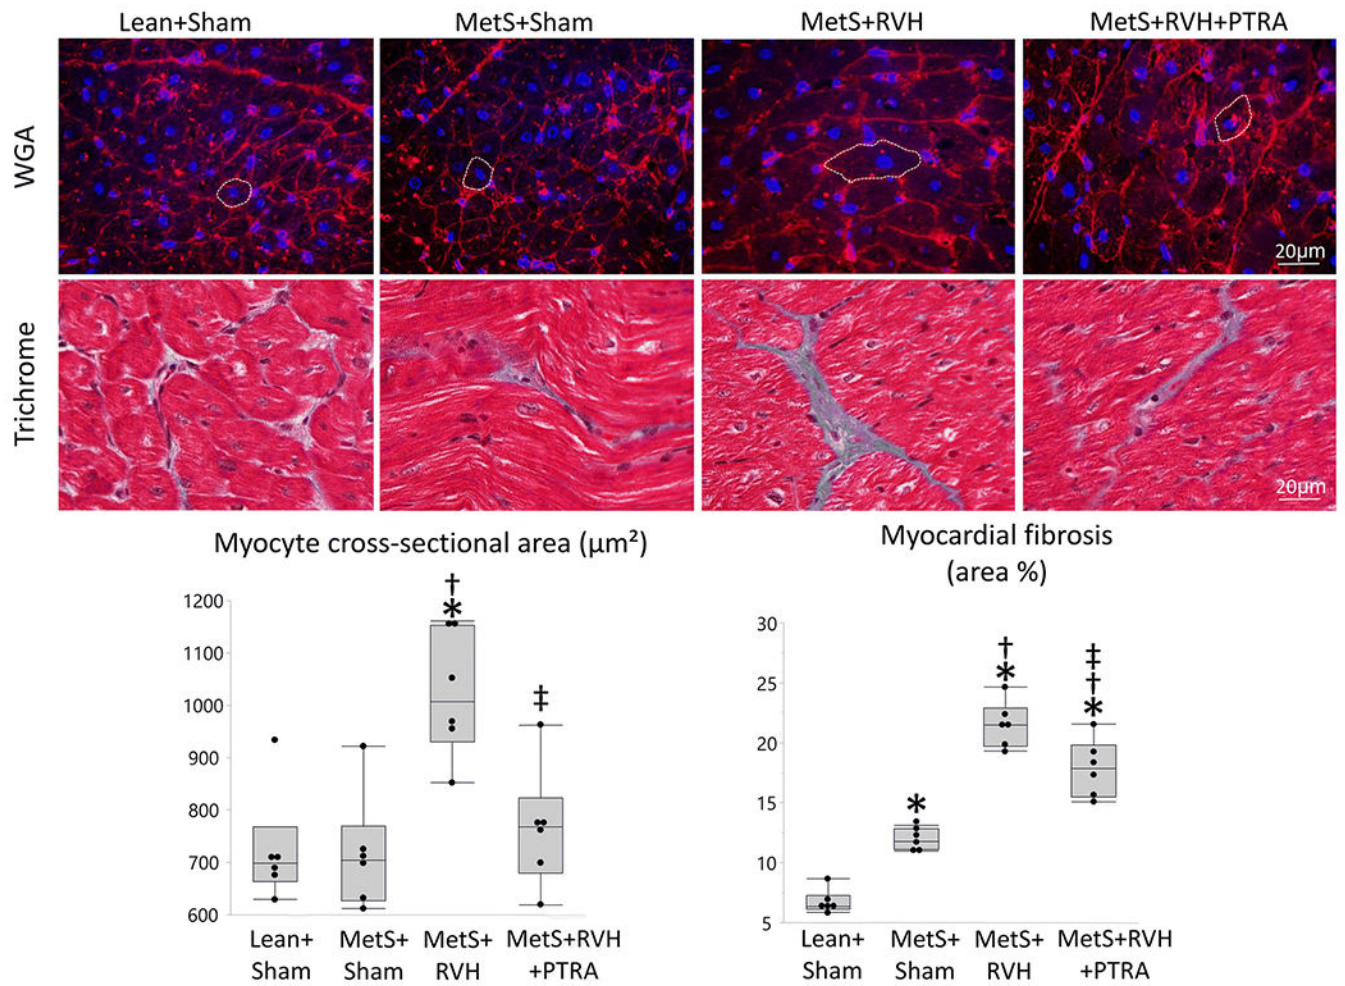 Lean+Sham MetS+Sham MetS+RVH MetS+RVH+PTRA
WGA
20µm
Trichrome
20µm
Myocyte cross-sectional area (µm²)
†
*
‡
1200
1100
1000
900
800
700
600
Lean+ MetS+ MetS+ MetS+RVH
Sham Sham RVH +PTRA
Myocardial fibrosis
(area %)
*
†
*
‡
†
*
30
25
20
15
10
5
Lean+ MetS+ MetS+ MetS+RVH
Sham Sham RVH +PTRA